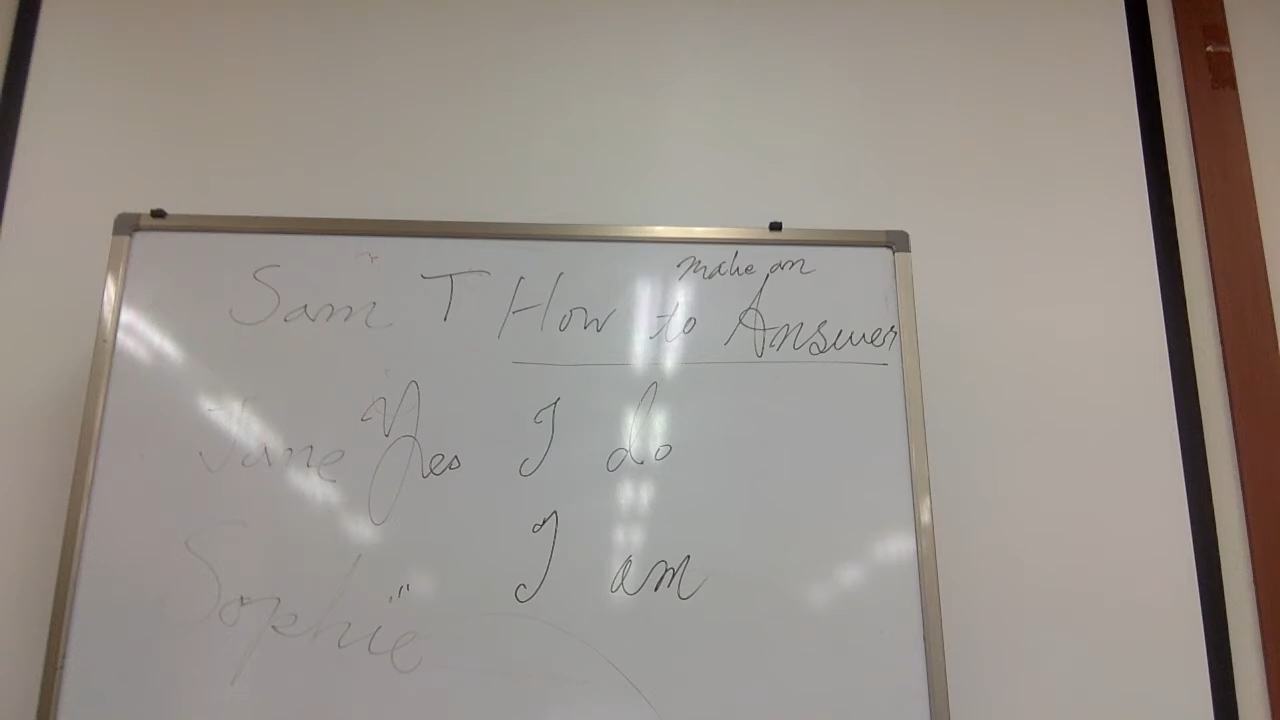 make an
Sam T How to Answer
Jane Yes I do
" I am
Sophie